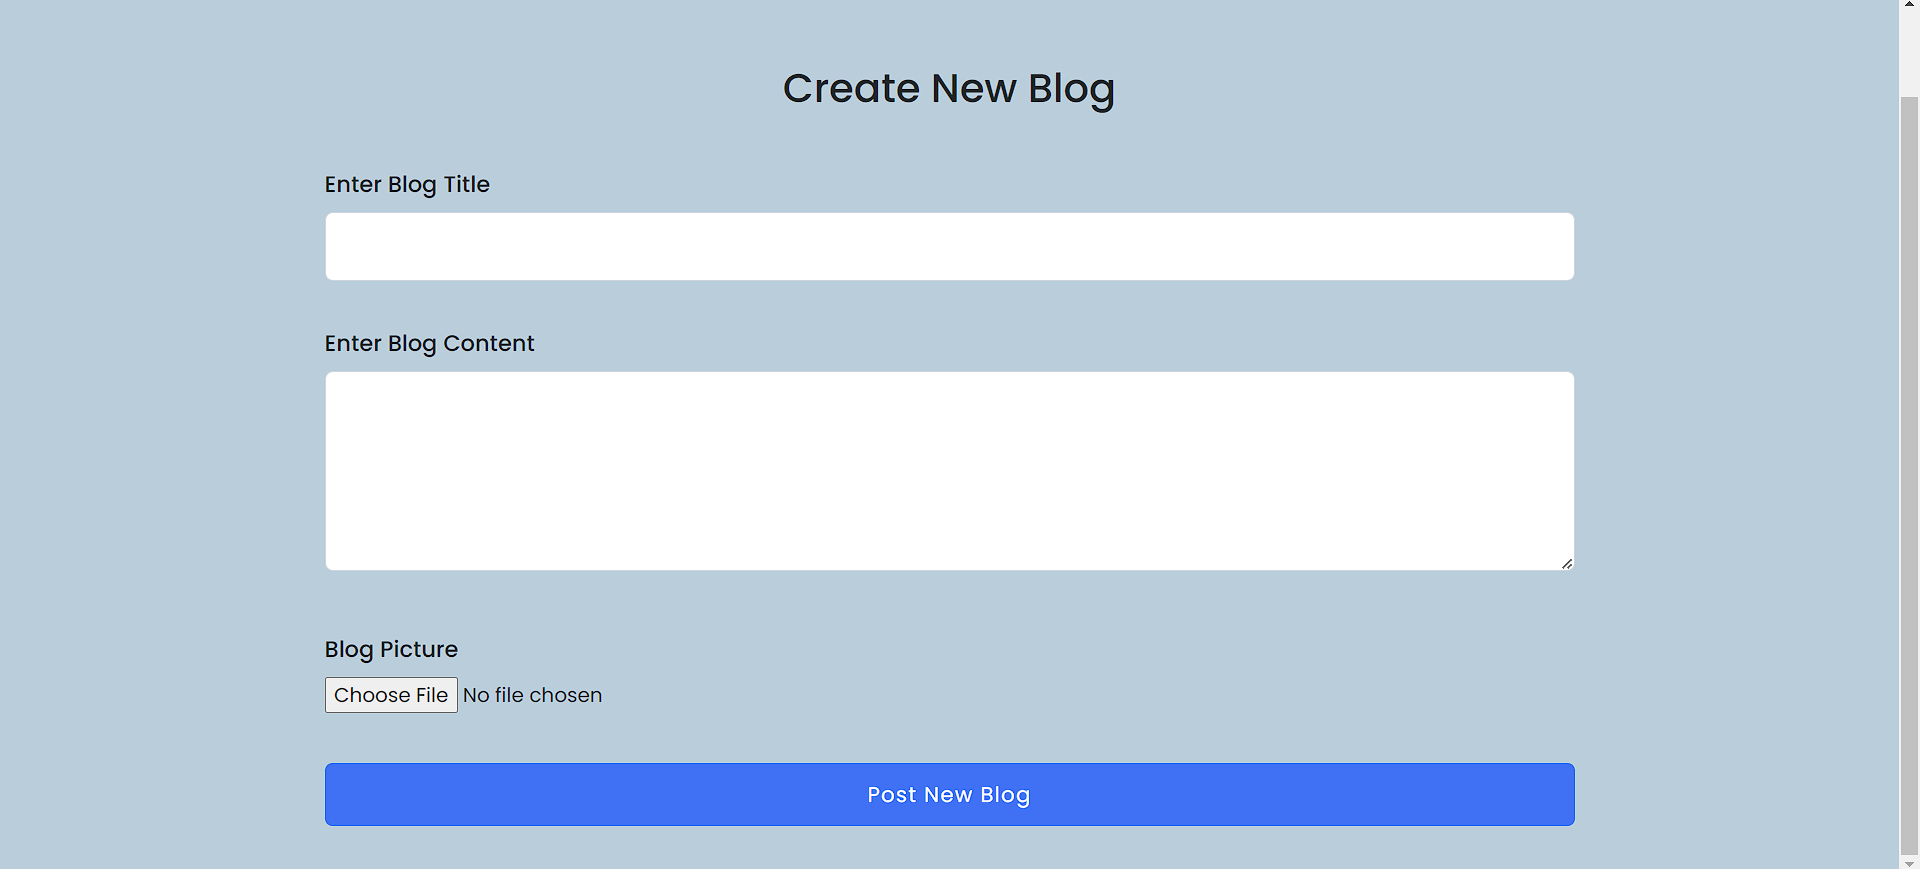 Create New Blog
Enter Blog Title
Enter Blog Content
Blog Picture
Choose File No file chosen
Post New Blog